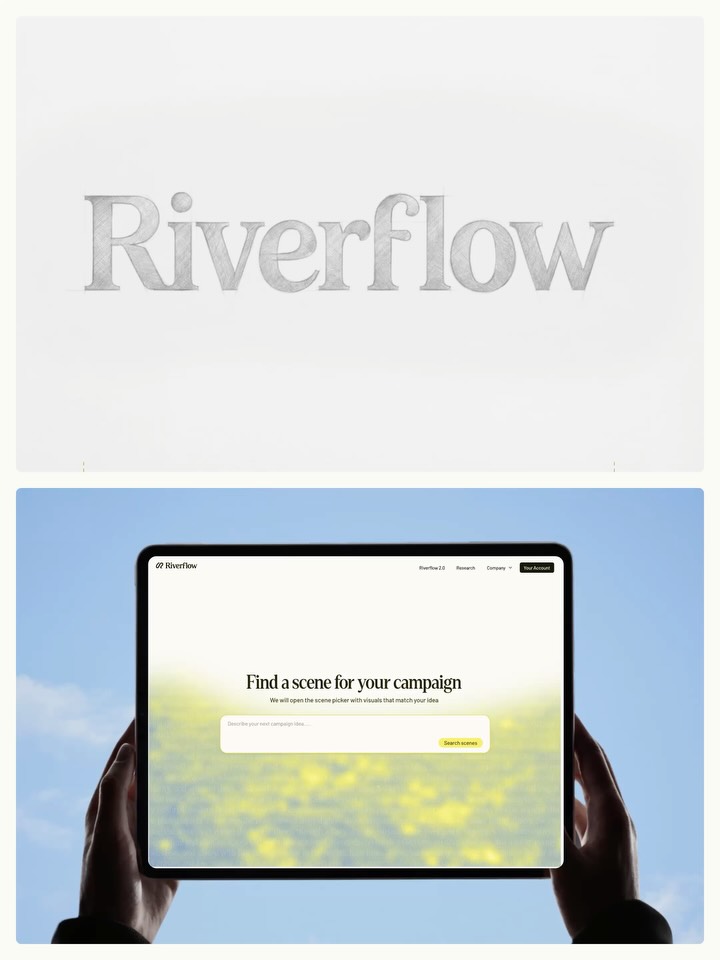 Riverflow
Riverflow
Riverflow 2.0
Research
Company
Your Account
Find a scene for your campaign
We will open the scene picker with visuals that match your idea
Describe your next campaign idea....
Search scenes